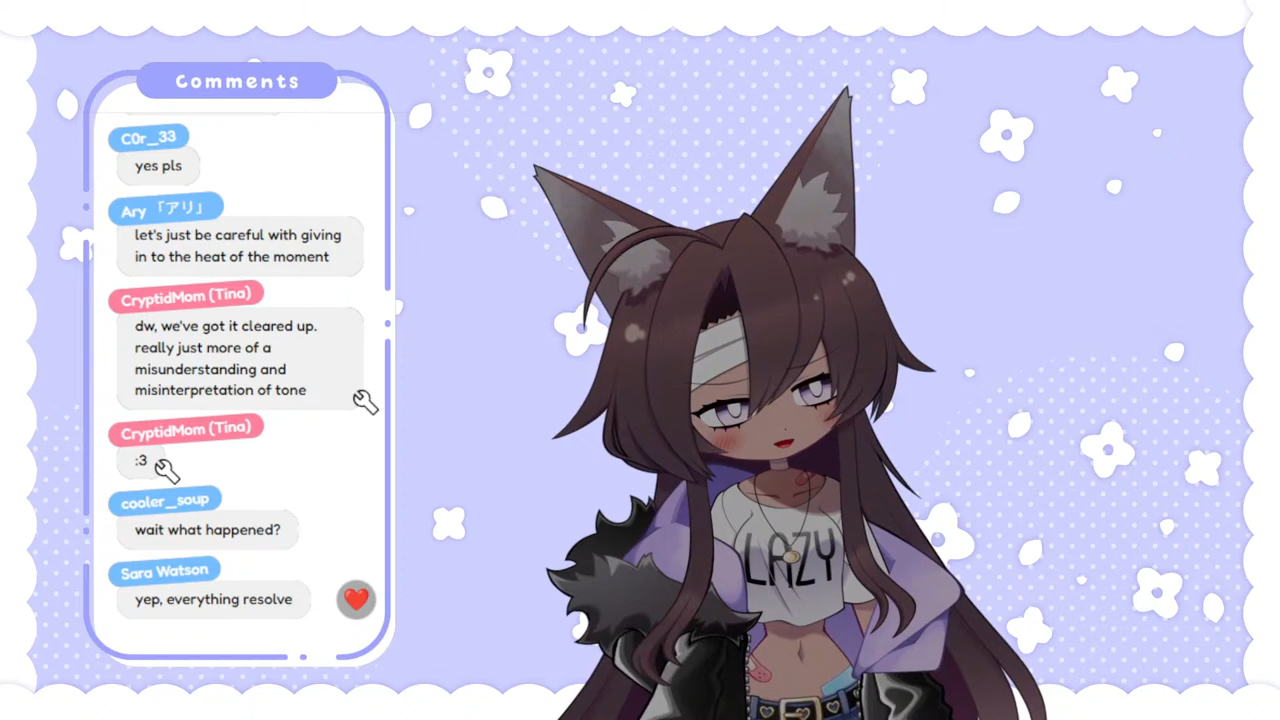 Comments
C0r_33
yes pls
Ary 「アリ」
let's just be careful with giving
in to the heat of the moment
CryptidMom (Tina)
dw, we've got it cleared up.
really just more of a
misunderstanding and
misinterpretation of tone
CryptidMom (Tina)
:3
cooler_soup
wait what happened?
Sara Watson
yep, everything resolve
LAZY